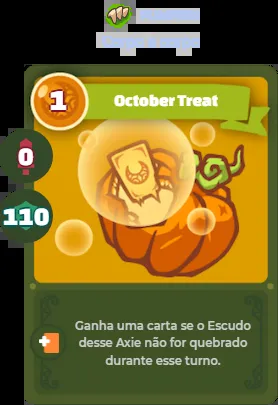 1
October Treat
0
110
Ganha uma carta se o Escudo
desse Axie não for quebrado
durante esse turno.